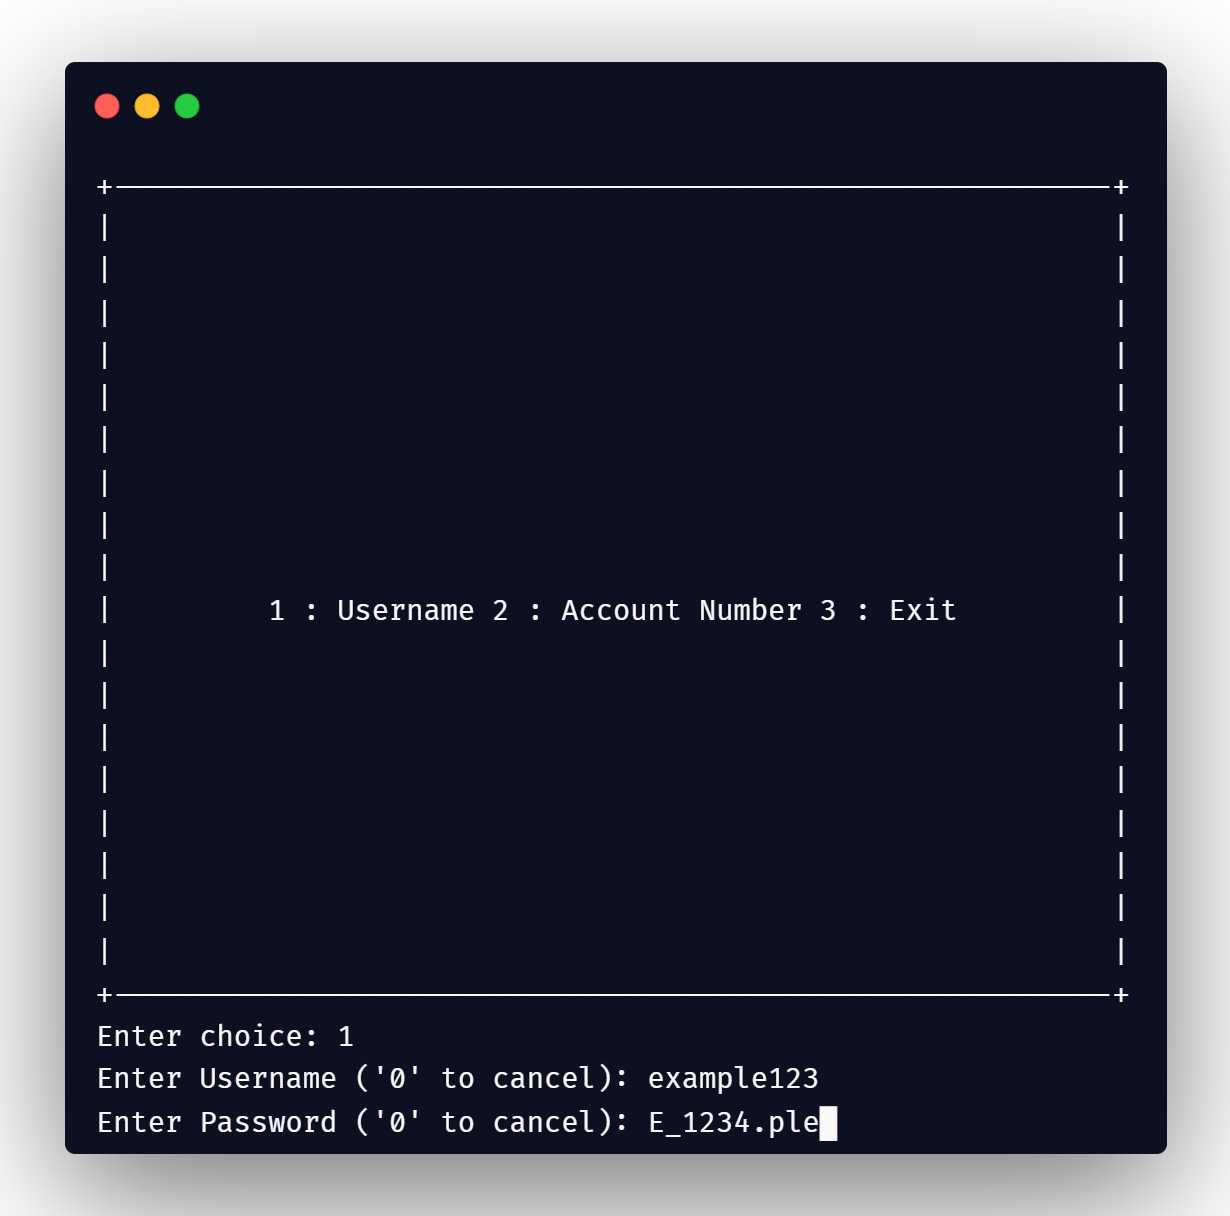 1 : Username 2 : Account Number 3 : Exit
Enter choice: 1
Enter Username ('0' to cancel): example123
Enter Password ('0' to cancel): E_1234.ple